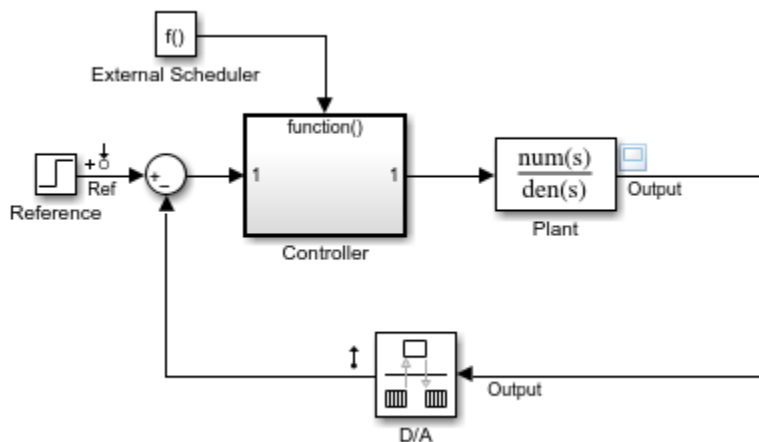 f()
External Scheduler
function()
+
Ref
Reference
+
−
1
1
Controller
num(s)
den(s)
Plant
Output
Output
D/A